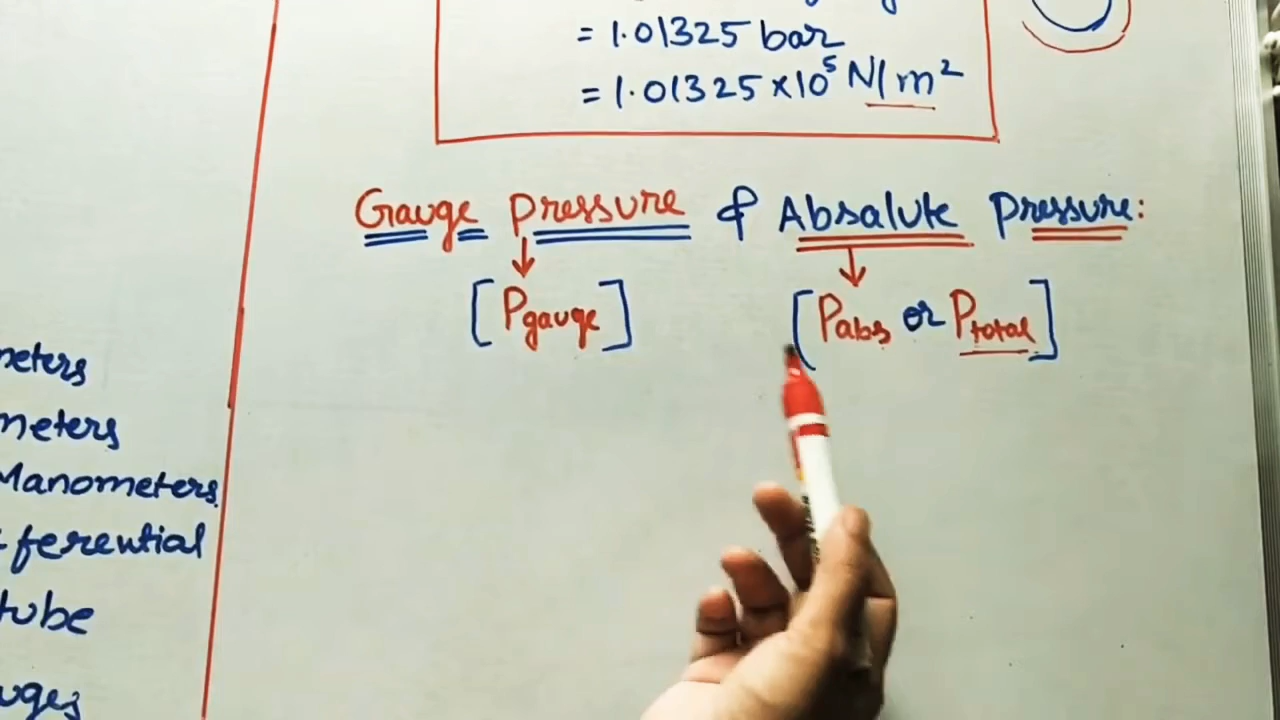 = 1.01325 bar
= 1.01325 × 10⁵ N/m²
Gauge pressure & Absalute pressure:
[Pgauge] [Pabs or Ptotal]
meters
meters
Manometers.
ferential
tube
uges